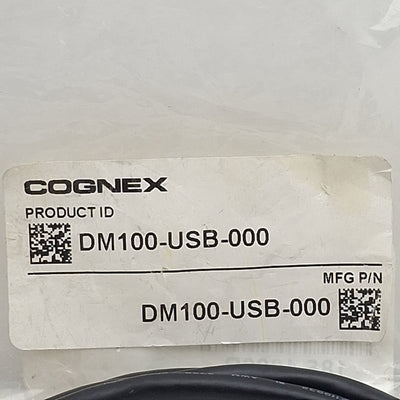 COGNEX
PRODUCT ID
DM100-USB-000
MFG P/N
DM100-USB-000